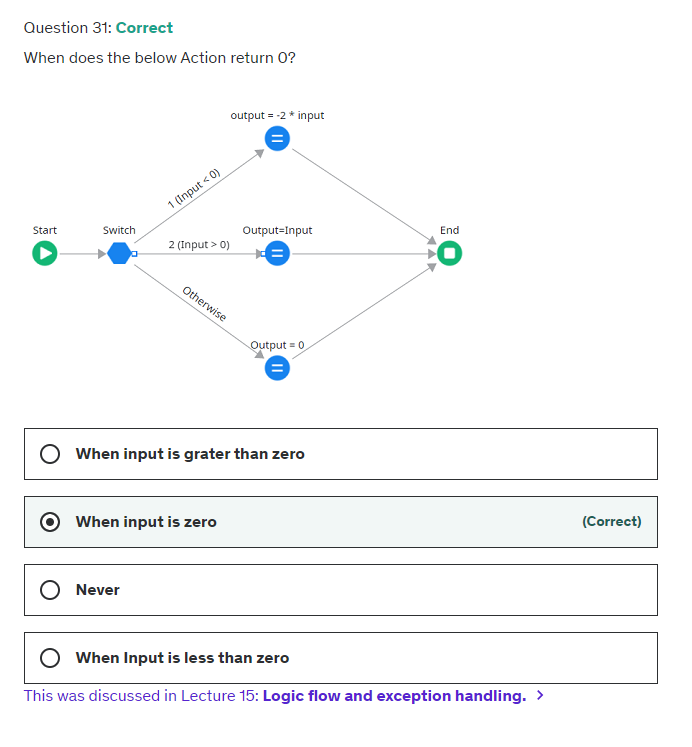 Question 31: Correct
When does the below Action return 0?
output = -2 * input
1 (Input < 0)
Start
Switch
2 (Input > 0)
Output=Input
End
Otherwise
Output = 0
When input is grater than zero
When input is zero (Correct)
Never
When Input is less than zero
This was discussed in Lecture 15: Logic flow and exception handling. >